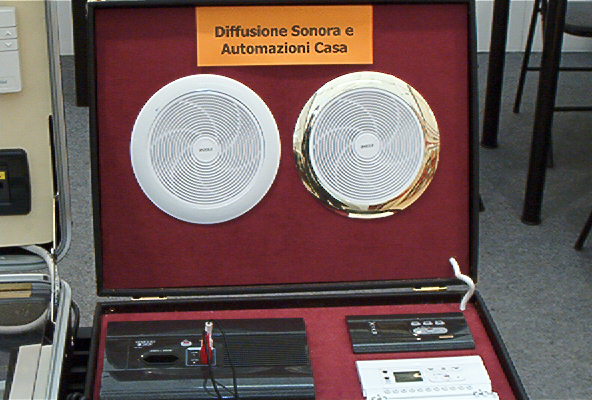 Diffusione Sonora e
Automazioni Casa